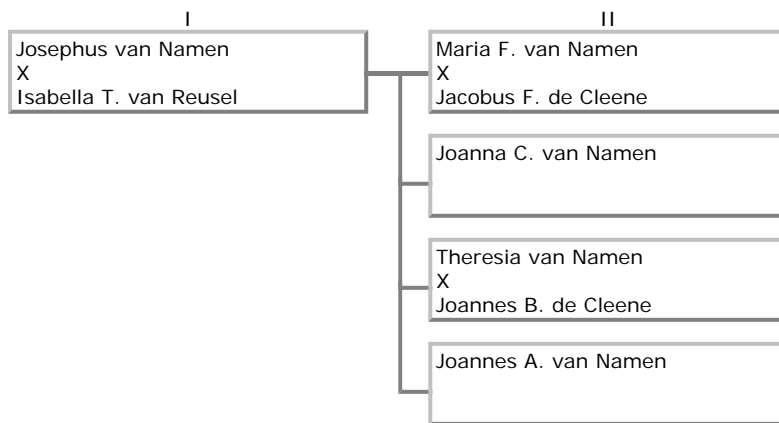 I
II
Josephus van Namen
X
Isabella T. van Reusel
Maria F. van Namen
X
Jacobus F. de Cleene
Joanna C. van Namen
Theresia van Namen
X
Joannes B. de Cleene
Joannes A. van Namen